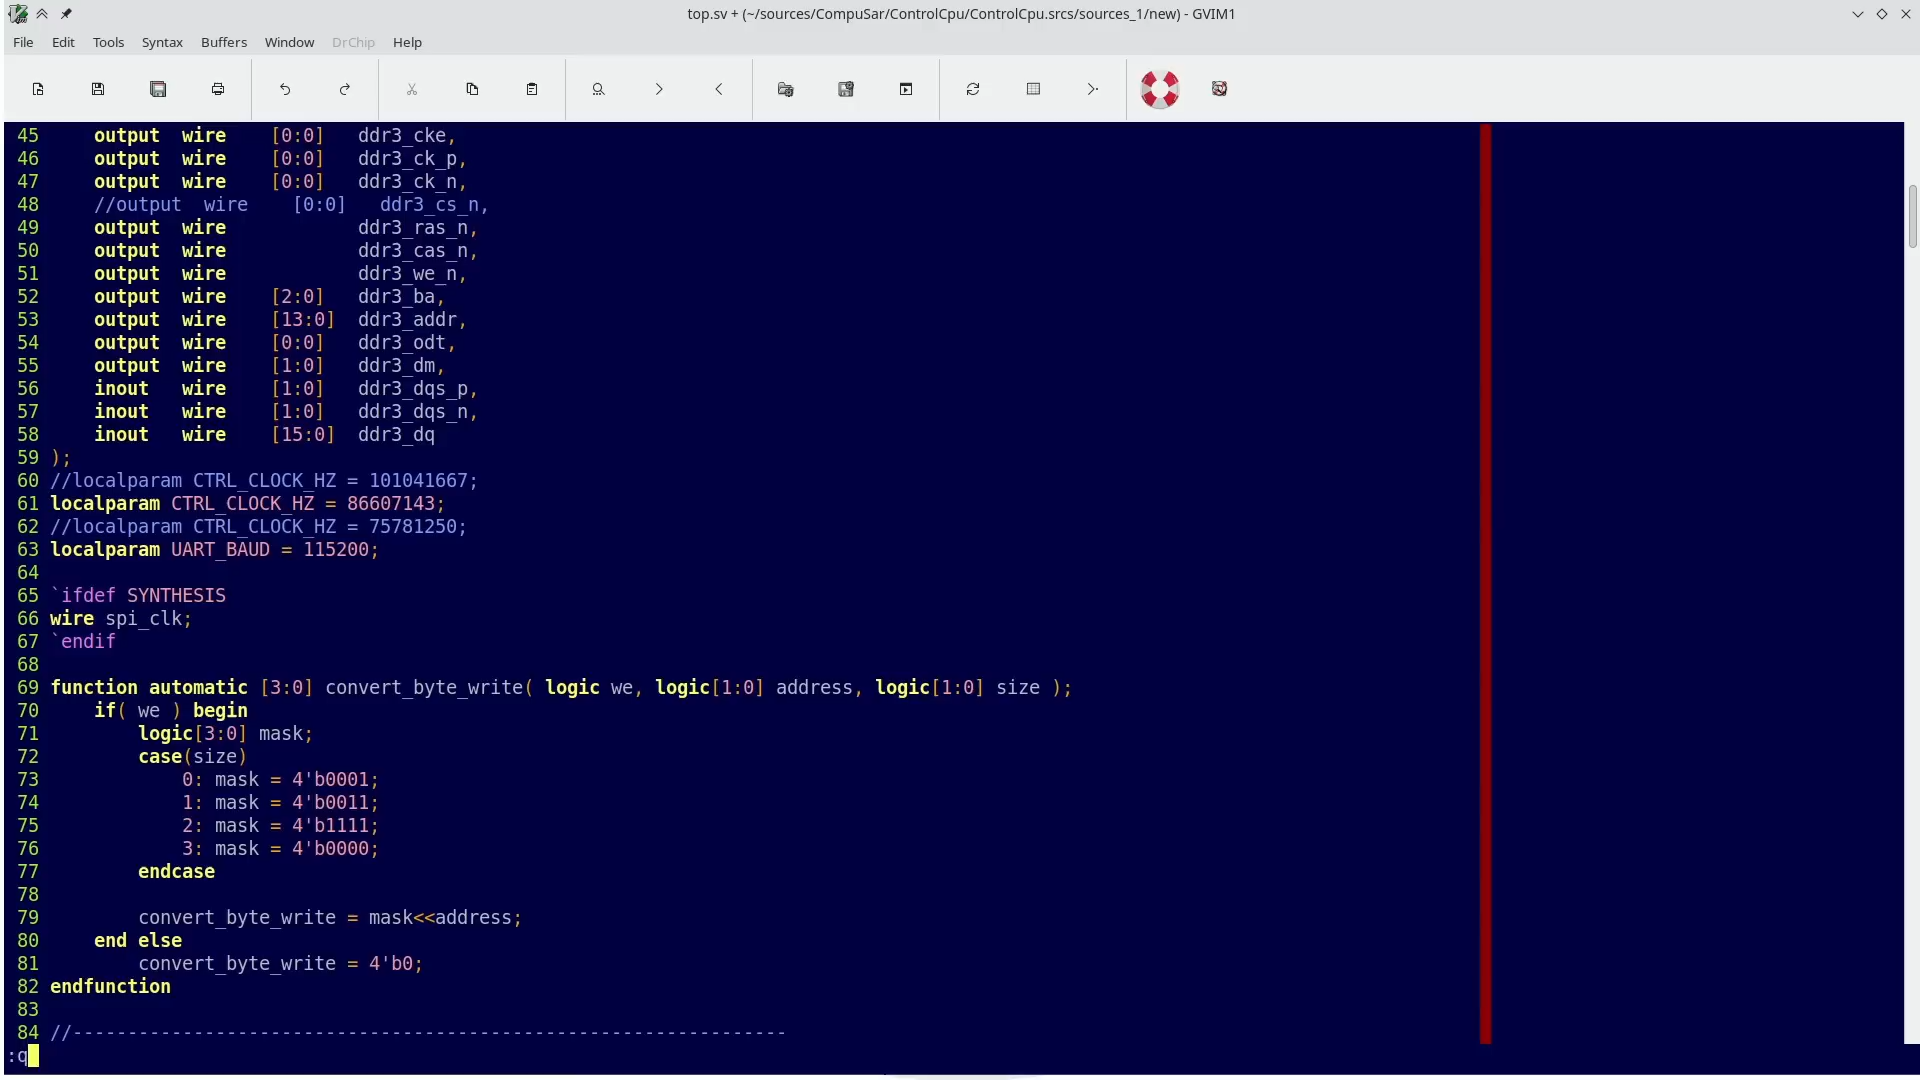 top.sv + (~/sources/CompuSar/ControlCpu/ControlCpu.srcs/sources_1/new) - GVIM1
File Edit Tools Syntax Buffers Window DrChip Help
45     output  wire    [0:0]   ddr3_cke,
46     output  wire    [0:0]   ddr3_ck_p,
47     output  wire    [0:0]   ddr3_ck_n,
48     //output  wire    [0:0]   ddr3_cs_n,
49     output  wire            ddr3_ras_n,
50     output  wire            ddr3_cas_n,
51     output  wire            ddr3_we_n,
52     output  wire    [2:0]   ddr3_ba,
53     output  wire    [13:0]  ddr3_addr,
54     output  wire    [0:0]   ddr3_odt,
55     output  wire    [1:0]   ddr3_dm,
56     inout   wire    [1:0]   ddr3_dqs_p,
57     inout   wire    [1:0]   ddr3_dqs_n,
58     inout   wire    [15:0]  ddr3_dq
59 );
60 //localparam CTRL_CLOCK_HZ = 101041667;
61 localparam CTRL_CLOCK_HZ = 86607143;
62 //localparam CTRL_CLOCK_HZ = 75781250;
63 localparam UART_BAUD = 115200;
64
65 `ifdef SYNTHESIS
66 wire spi_clk;
67 `endif
68
69 function automatic [3:0] convert_byte_write( logic we, logic[1:0] address, logic[1:0] size );
70     if( we ) begin
71         logic[3:0] mask;
72         case(size)
73             0: mask = 4'b0001;
74             1: mask = 4'b0011;
75             2: mask = 4'b1111;
76             3: mask = 4'b0000;
77         endcase
78
79         convert_byte_write = mask<<address;
80     end else
81         convert_byte_write = 4'b0;
82 endfunction
83
84 //-----------------------------------------------------------------
:q